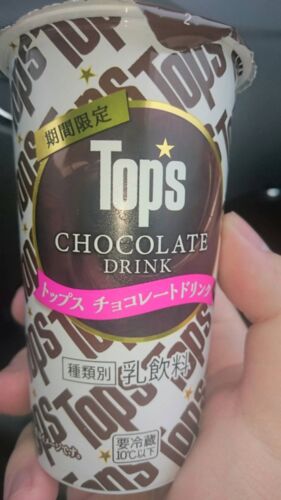 期間限定
Top's
CHOCOLATE
DRINK
トップス チョコレートドリンク
種類別 乳飲料
要冷蔵
10℃以下